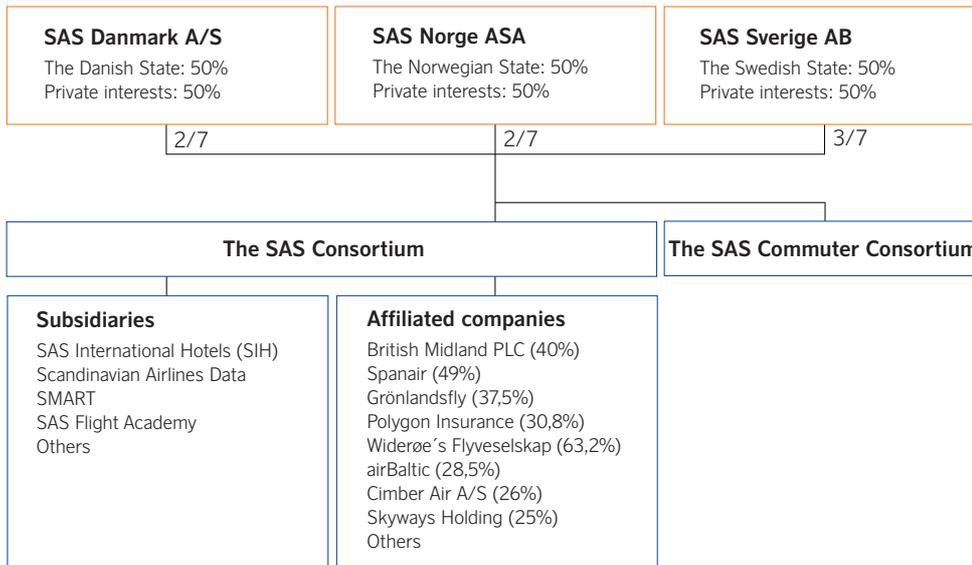 SAS Danmark A/S
The Danish State: 50%
Private interests: 50%
SAS Norge ASA
The Norwegian State: 50%
Private interests: 50%
SAS Sverige AB
The Swedish State: 50%
Private interests: 50%
2/7
2/7
3/7
The SAS Consortium
The SAS Commuter Consortium
Subsidiaries
SAS International Hotels (SIH)
Scandinavian Airlines Data
SMART
SAS Flight Academy
Others
Affiliated companies
British Midland PLC (40%)
Spanair (49%)
Grönlandsfly (37,5%)
Polygon Insurance (30,8%)
Widerøe´s Flyveselskap (63,2%)
airBaltic (28,5%)
Cimber Air A/S (26%)
Skyways Holding (25%)
Others